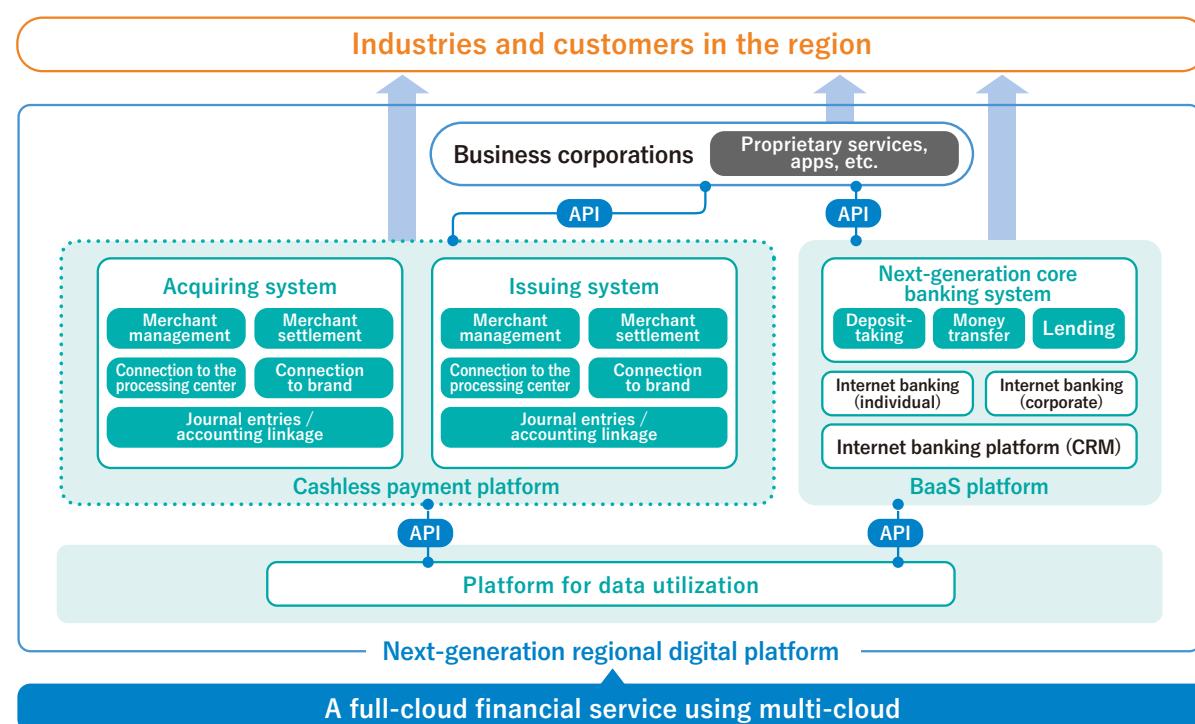 Industries and customers in the region
Business corporations
Proprietary services,
apps, etc.
API
API
Acquiring system
Merchant
management
Merchant
settlement
Connection to the
processing center
Connection
to brand
Journal entries /
accounting linkage
Issuing system
Merchant
management
Merchant
settlement
Connection to the
processing center
Connection
to brand
Journal entries /
accounting linkage
Cashless payment platform
Next-generation core
banking system
Deposit-
taking
Money
transfer
Lending
Internet banking
(individual)
Internet banking
(corporate)
Internet banking platform (CRM)
BaaS platform
API
API
Platform for data utilization
Next-generation regional digital platform
A full-cloud financial service using multi-cloud